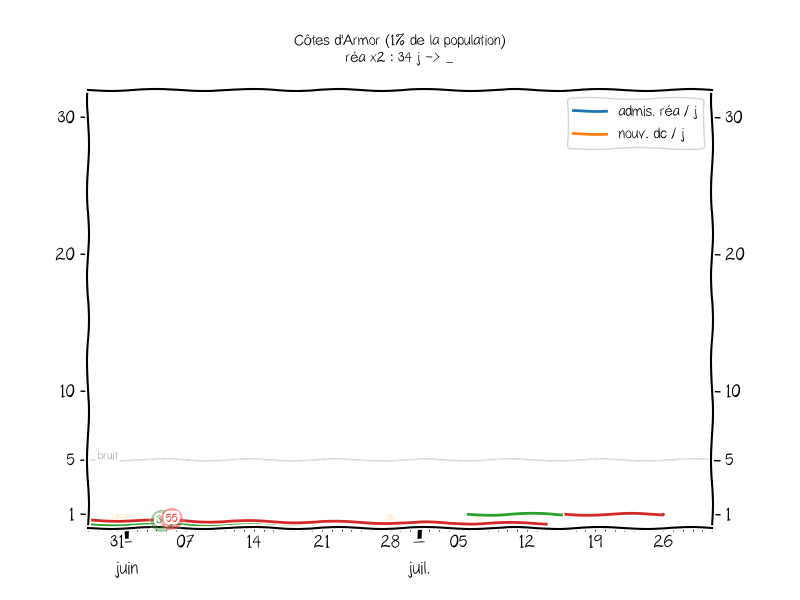 Côtes d'Armor (1% de la population)
réa x2 : 34 j -> _
admis. réa / j
nouv. dc / j
30 30
20 20
10 10
5 bruit 5
55
1 1
31 07 14 21 28 05 12 19 26
juin juil.